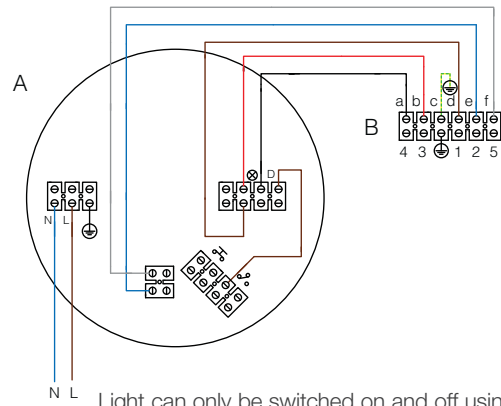 A
a b c d e f
B
4 3 1 2 5
D
N L
N L
Light can only be switched on and off usin